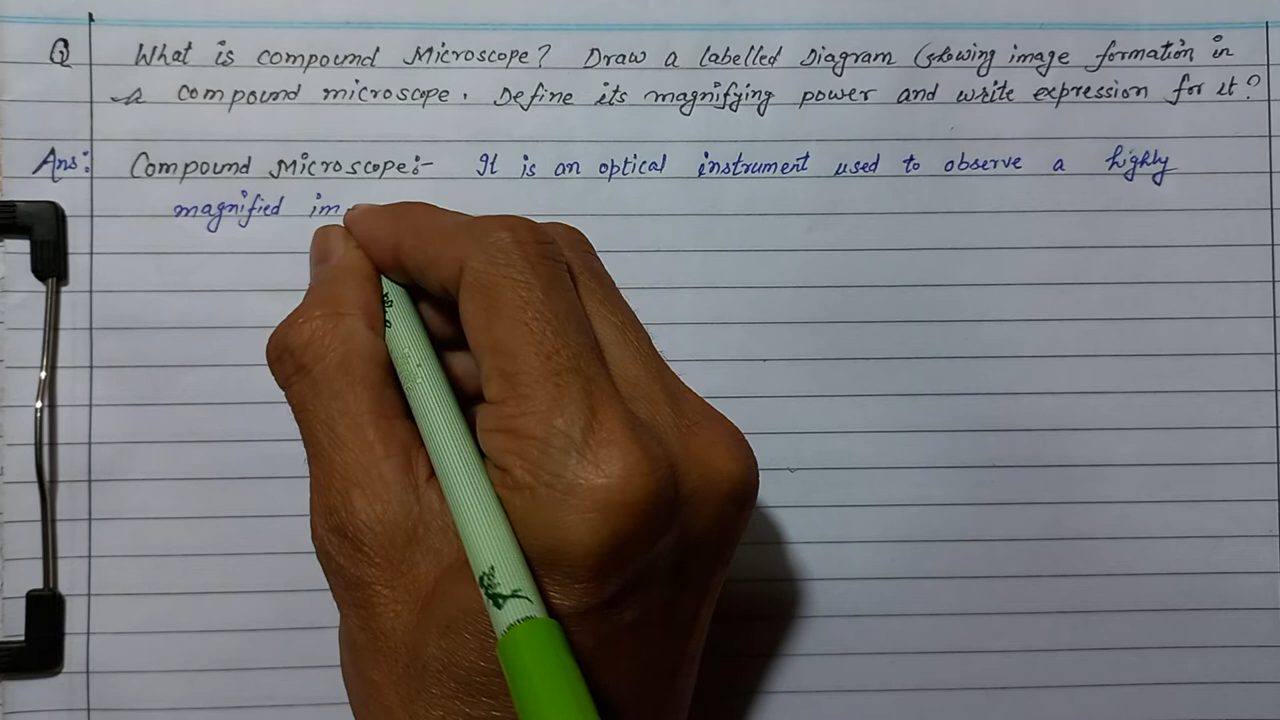 Q What is compound Microscope? Draw a labelled Diagram showing image formation in
a compound microscope. Define its magnifying power and write expression for it?
Ans:- Compound Microscope:- It is an optical instrument used to observe a highly
magnified im